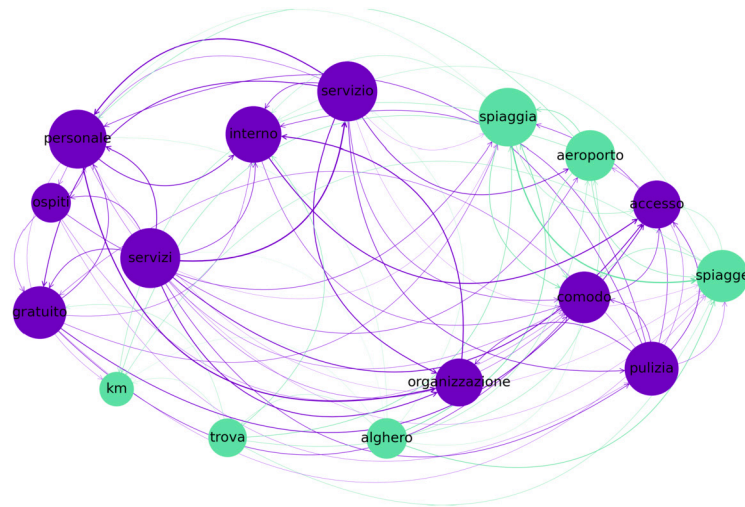 servizio
spiaggia
personale
interno
aeroporto
ospiti
accesso
servizi
spiagge
comodo
gratuito
pulizia
organizzazione
km
trova
alghero